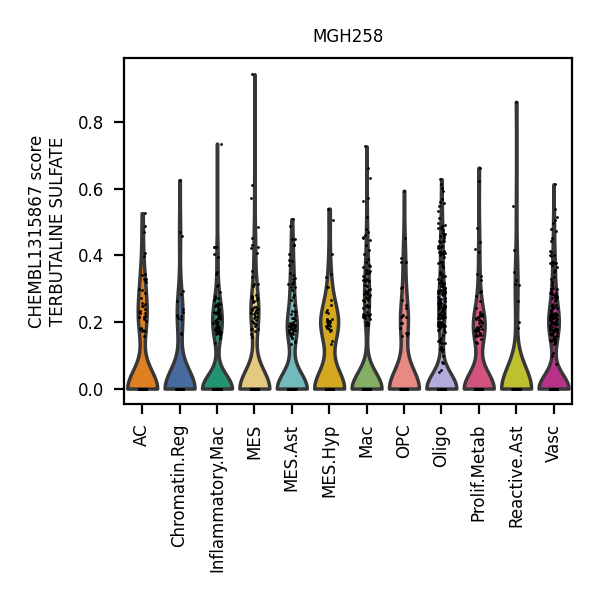 MGH258
CHEMBL1315867 score
TERBUTALINE SULFATE
0.8
0.6
0.4
0.2
0.0
AC
Chromatin.Reg
Inflammatory.Mac
MES
MES.Ast
MES.Hyp
Mac
OPC
Oligo
Prolif.Metab
Reactive.Ast
Vasc